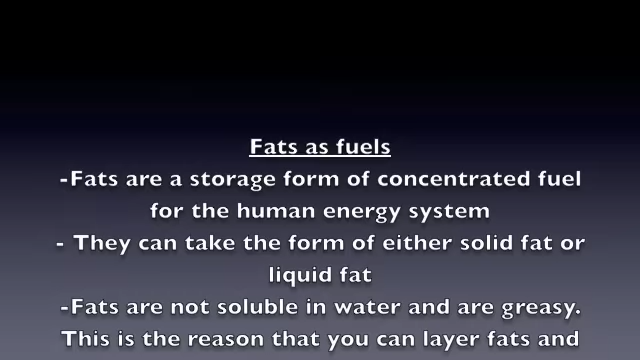 Fats as fuels
-Fats are a storage form of concentrated fuel
for the human energy system
- They can take the form of either solid fat or
liquid fat
-Fats are not soluble in water and are greasy.
This is the reason that you can layer fats and